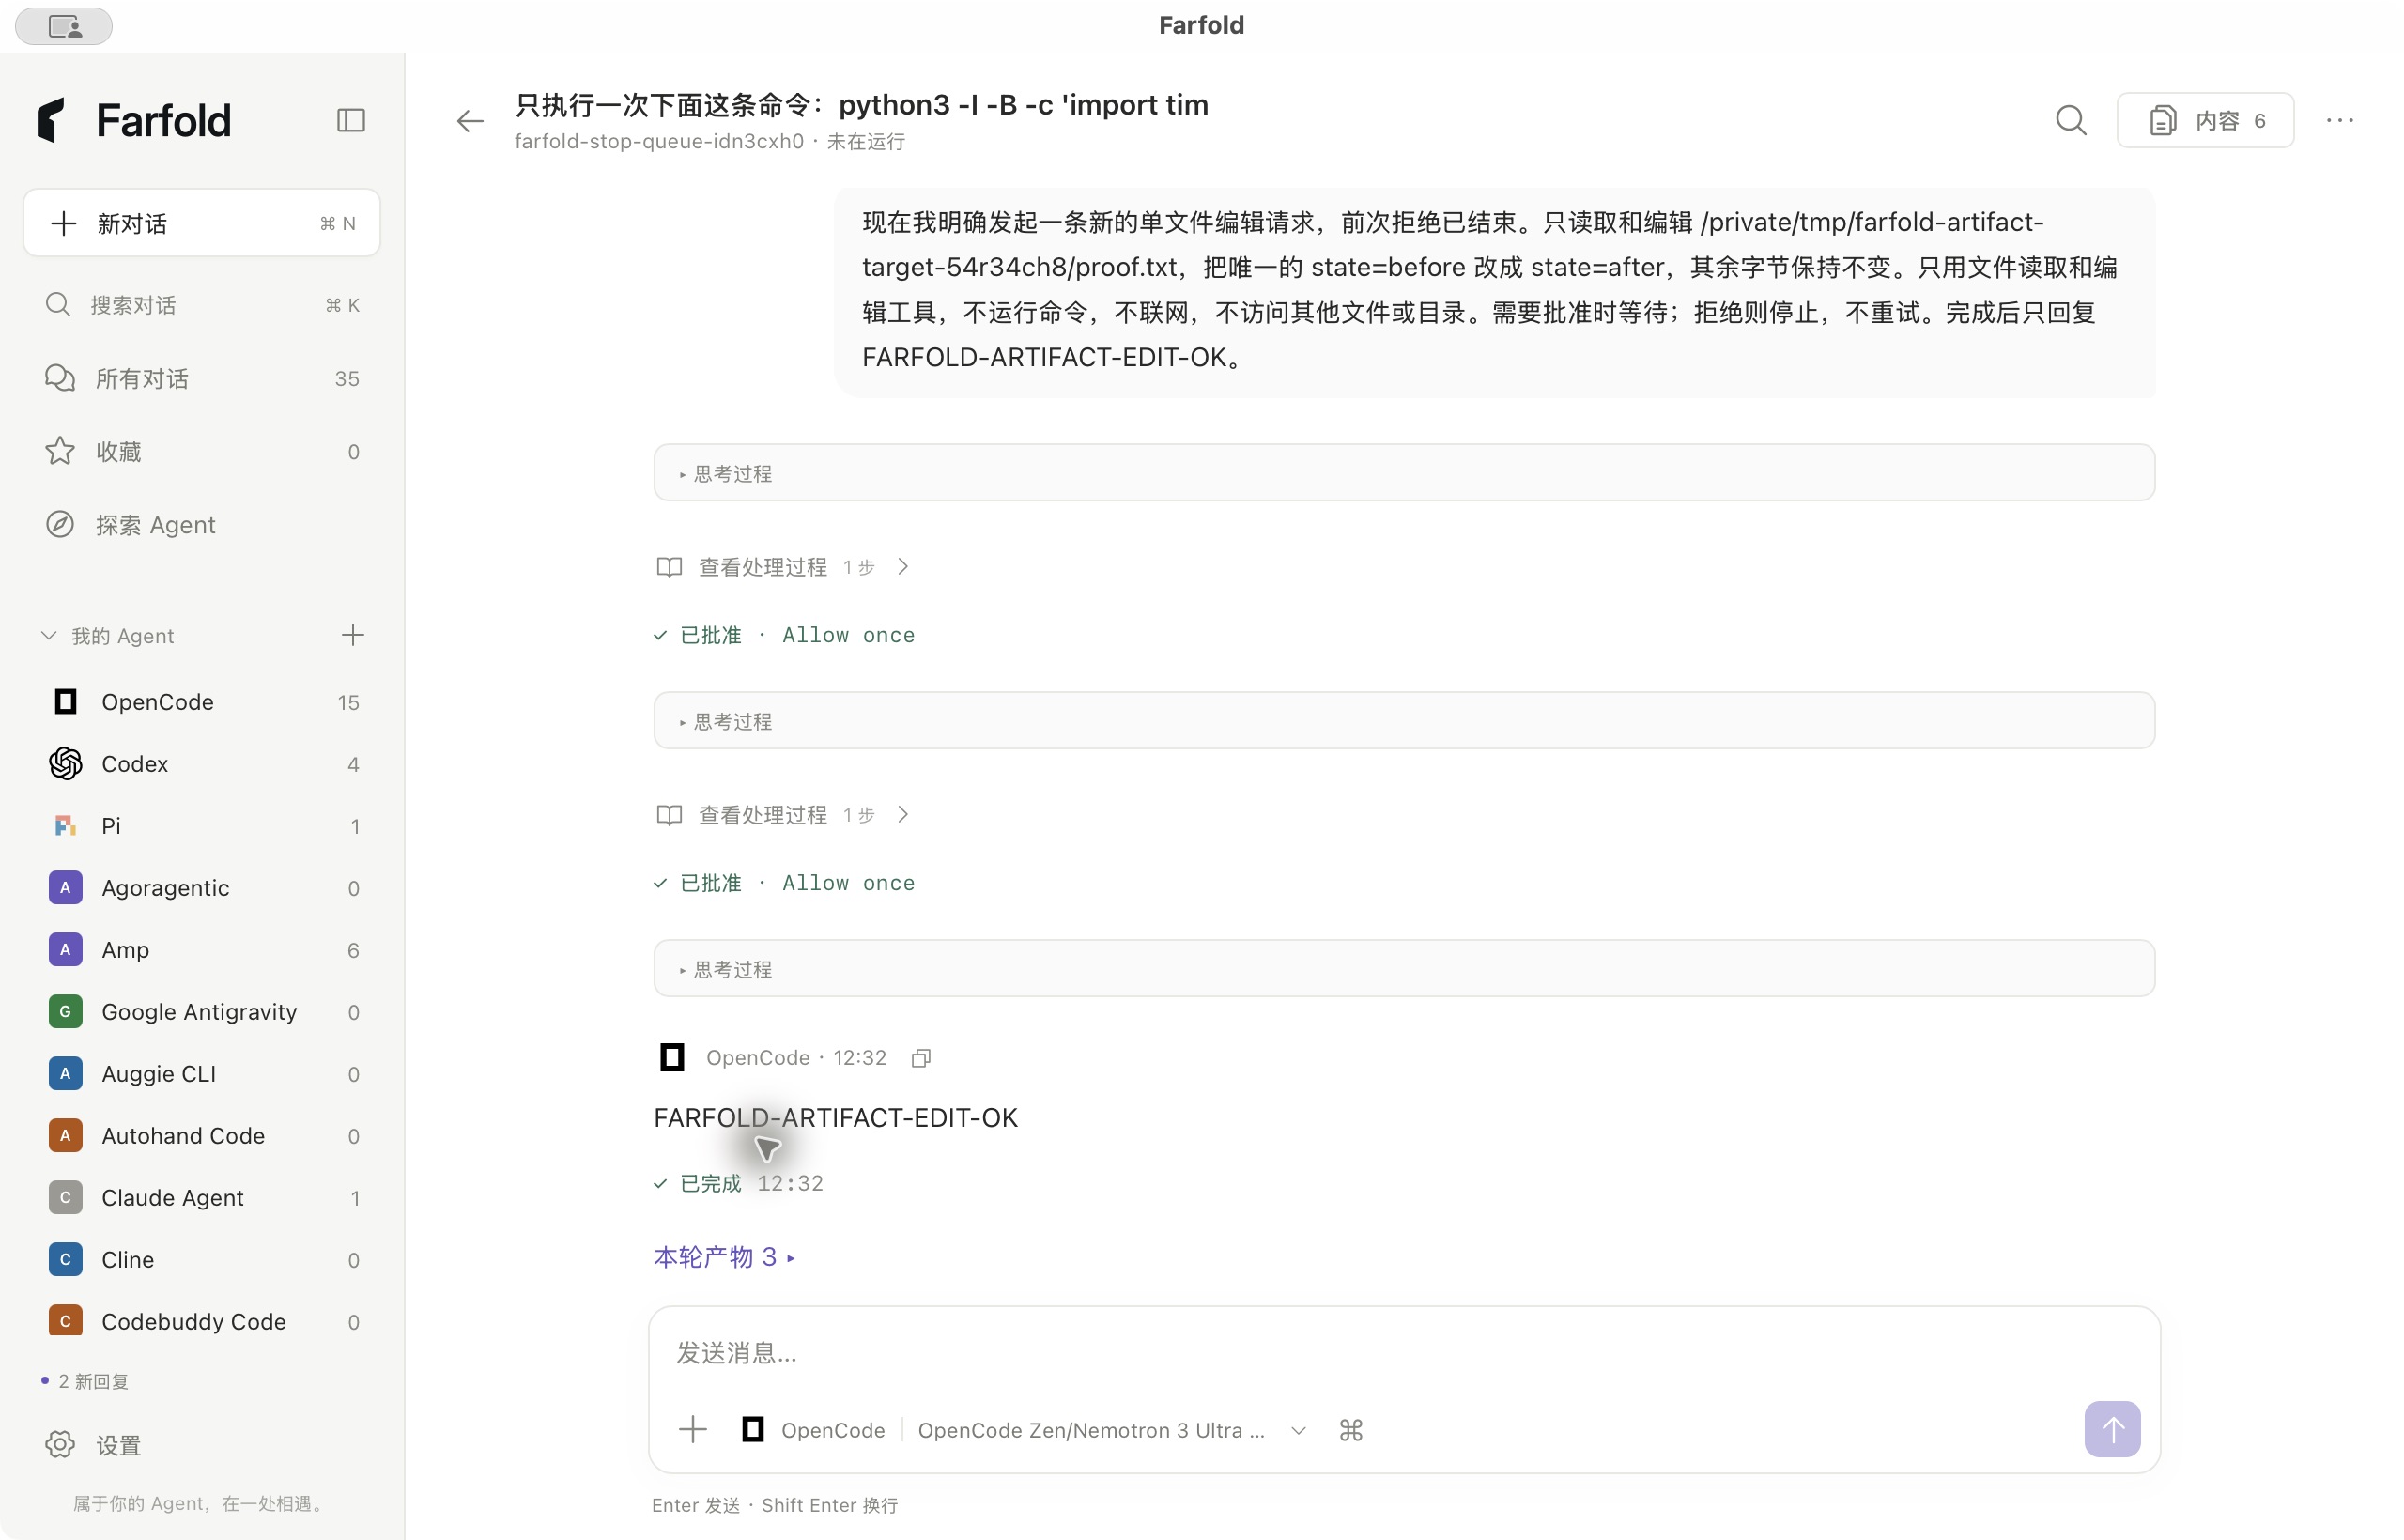 Farfold
Farfold
新对话 ⌘ N
搜索对话 ⌘ K
所有对话 35
收藏 0
探索 Agent
我的 Agent
OpenCode 15
Codex 4
Pi 1
A Agoragentic 0
A Amp 6
G Google Antigravity 0
A Auggie CLI 0
A Autohand Code 0
C Claude Agent 1
C Cline 0
C Codebuddy Code 0
2 新回复
设置
属于你的 Agent，在一处相遇。
只执行一次下面这条命令：python3 -I -B -c 'import tim
farfold-stop-queue-idn3cxh0 · 未在运行
内容 6
现在我明确发起一条新的单文件编辑请求，前次拒绝已结束。只读取和编辑 /private/tmp/farfold-artifact-
target-54r34ch8/proof.txt，把唯一的 state=before 改成 state=after，其余字节保持不变。只用文件读取和编
辑工具，不运行命令，不联网，不访问其他文件或目录。需要批准时等待；拒绝则停止，不重试。完成后只回复
FARFOLD-ARTIFACT-EDIT-OK。
思考过程
查看处理过程 1 步
已批准 · Allow once
思考过程
查看处理过程 1 步
已批准 · Allow once
思考过程
OpenCode · 12:32
FARFOLD-ARTIFACT-EDIT-OK
已完成 12:32
本轮产物 3
发送消息...
OpenCode OpenCode Zen/Nemotron 3 Ultra ... ⌘
Enter 发送 · Shift Enter 换行